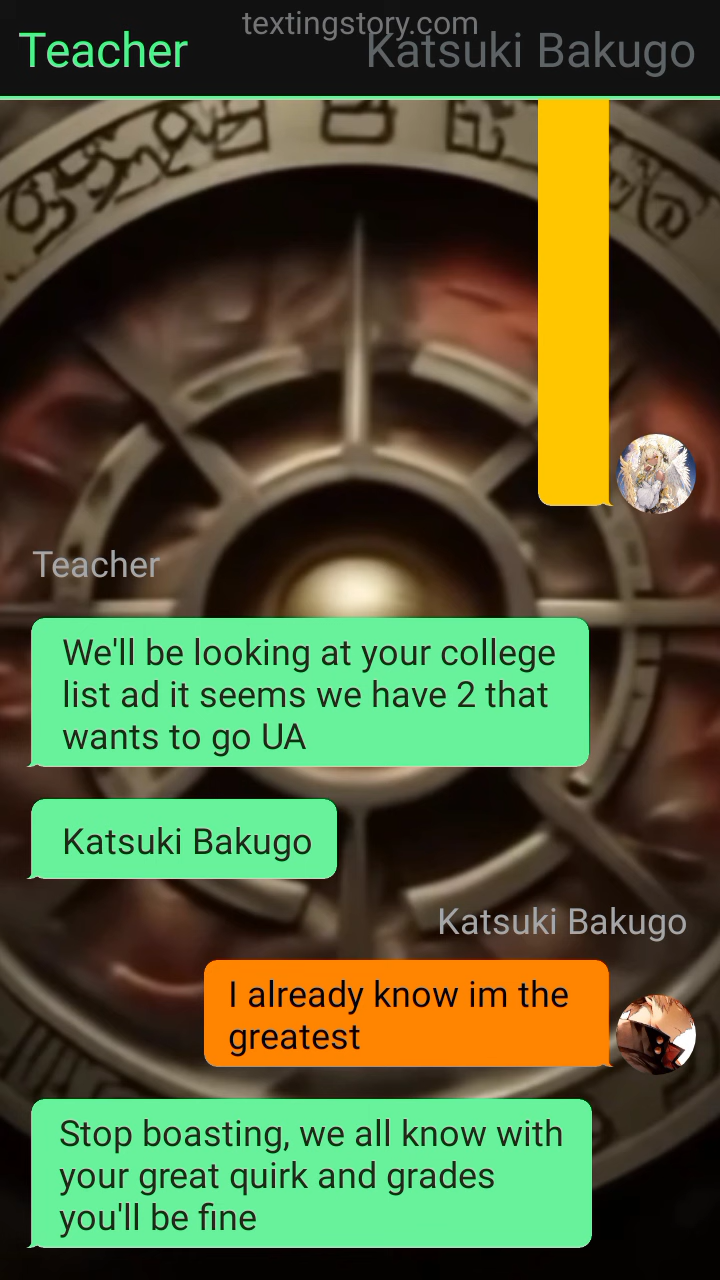 textingstory.com
Teacher
Katsuki Bakugo
Teacher
We'll be looking at your college
list ad it seems we have 2 that
wants to go UA
Katsuki Bakugo
Katsuki Bakugo
I already know im the
greatest
Stop boasting, we all know with
your great quirk and grades
you'll be fine